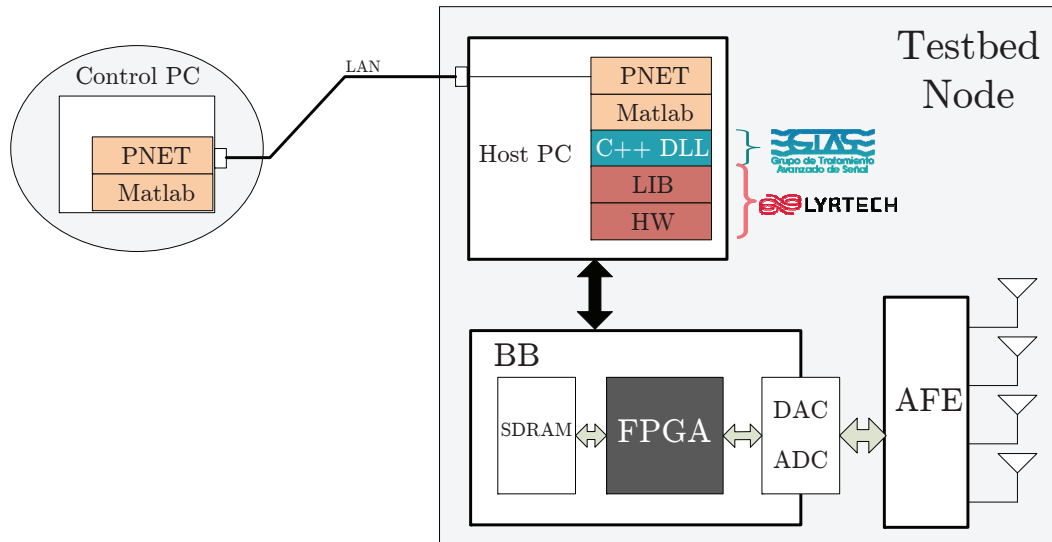 Control PC
PNET
Matlab
LAN
Testbed
Node
Host PC
PNET
Matlab
C++ DLL
LIB
HW
GTAS
Grupo de Tratamiento
Avanzado de Señal
LYRTECH
BB
SDRAM
FPGA
DAC
ADC
AFE